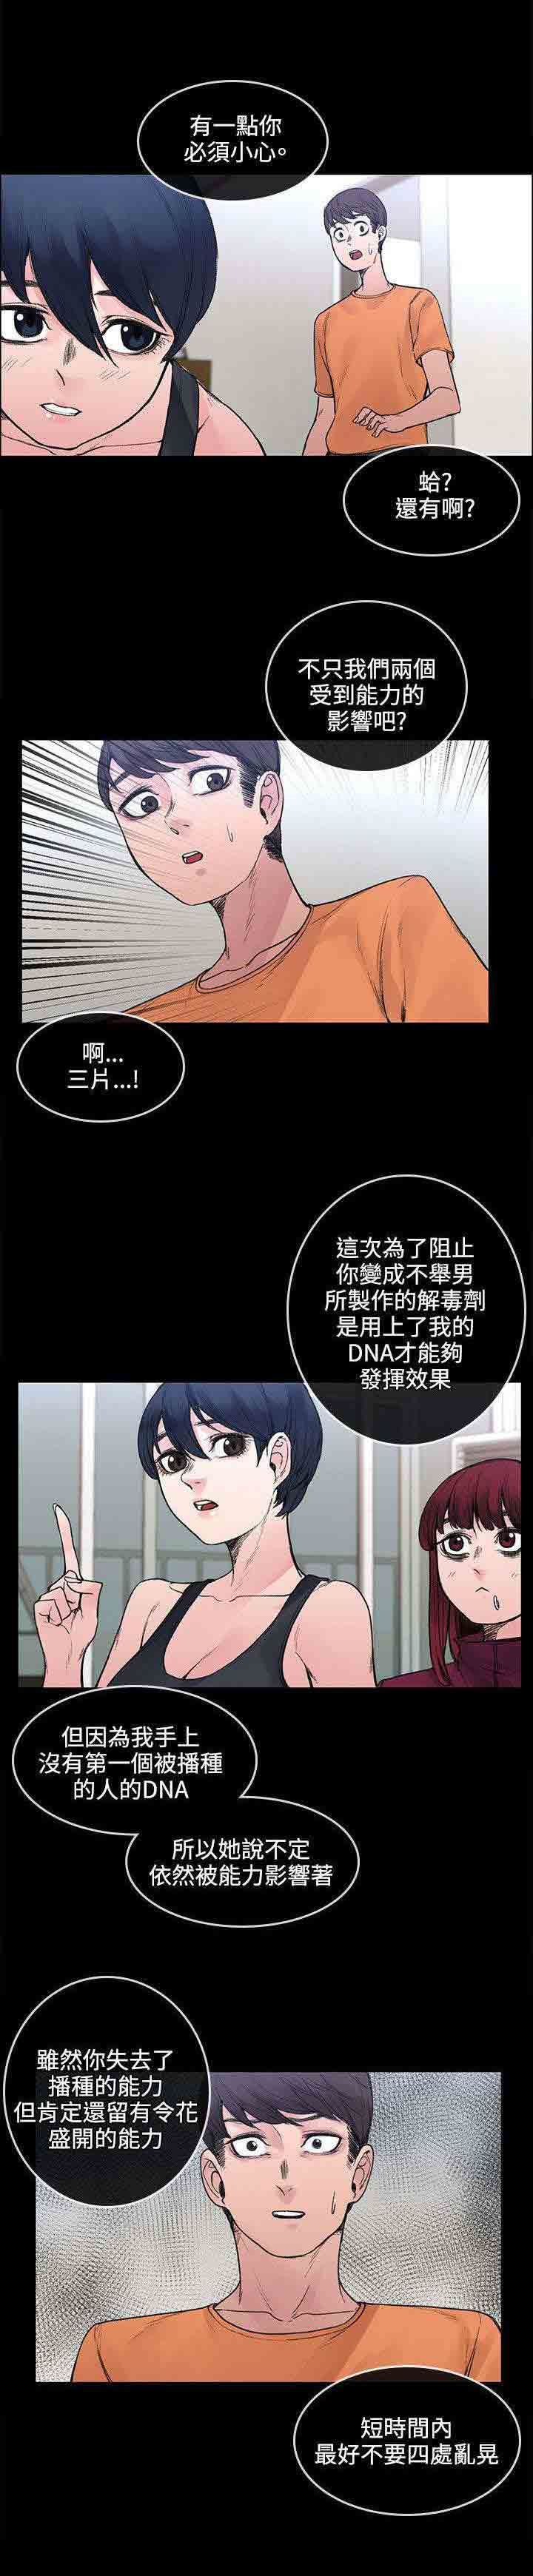 有一點你
必須小心。
蛤?
還有啊?
不只我們兩個
受到能力的
影響吧?
啊...
三片...!
這次為了阻止
你變成不舉男
所製作的解毒劑
是用上了我的
DNA才能夠
發揮效果
但因為我手上
沒有第一個被播種
的人的DNA
所以她說不定
依然被能力影響著
雖然你失去了
播種的能力
但肯定還留有令花
盛開的能力
短時間內
最好不要四處亂晃